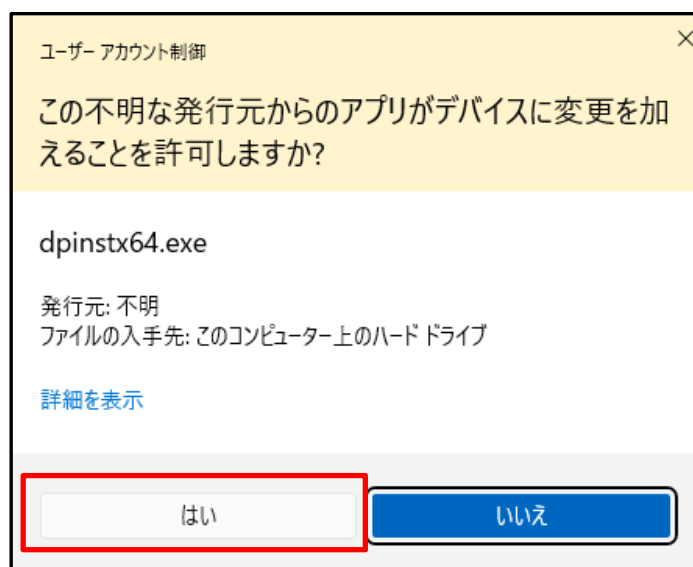 ユーザー アカウント制御
この不明な発行元からのアプリがデバイスに変更を加
えることを許可しますか?
dpinstx64.exe
発行元: 不明
ファイルの入手先: このコンピューター上のハード ドライブ
詳細を表示
はい
いいえ